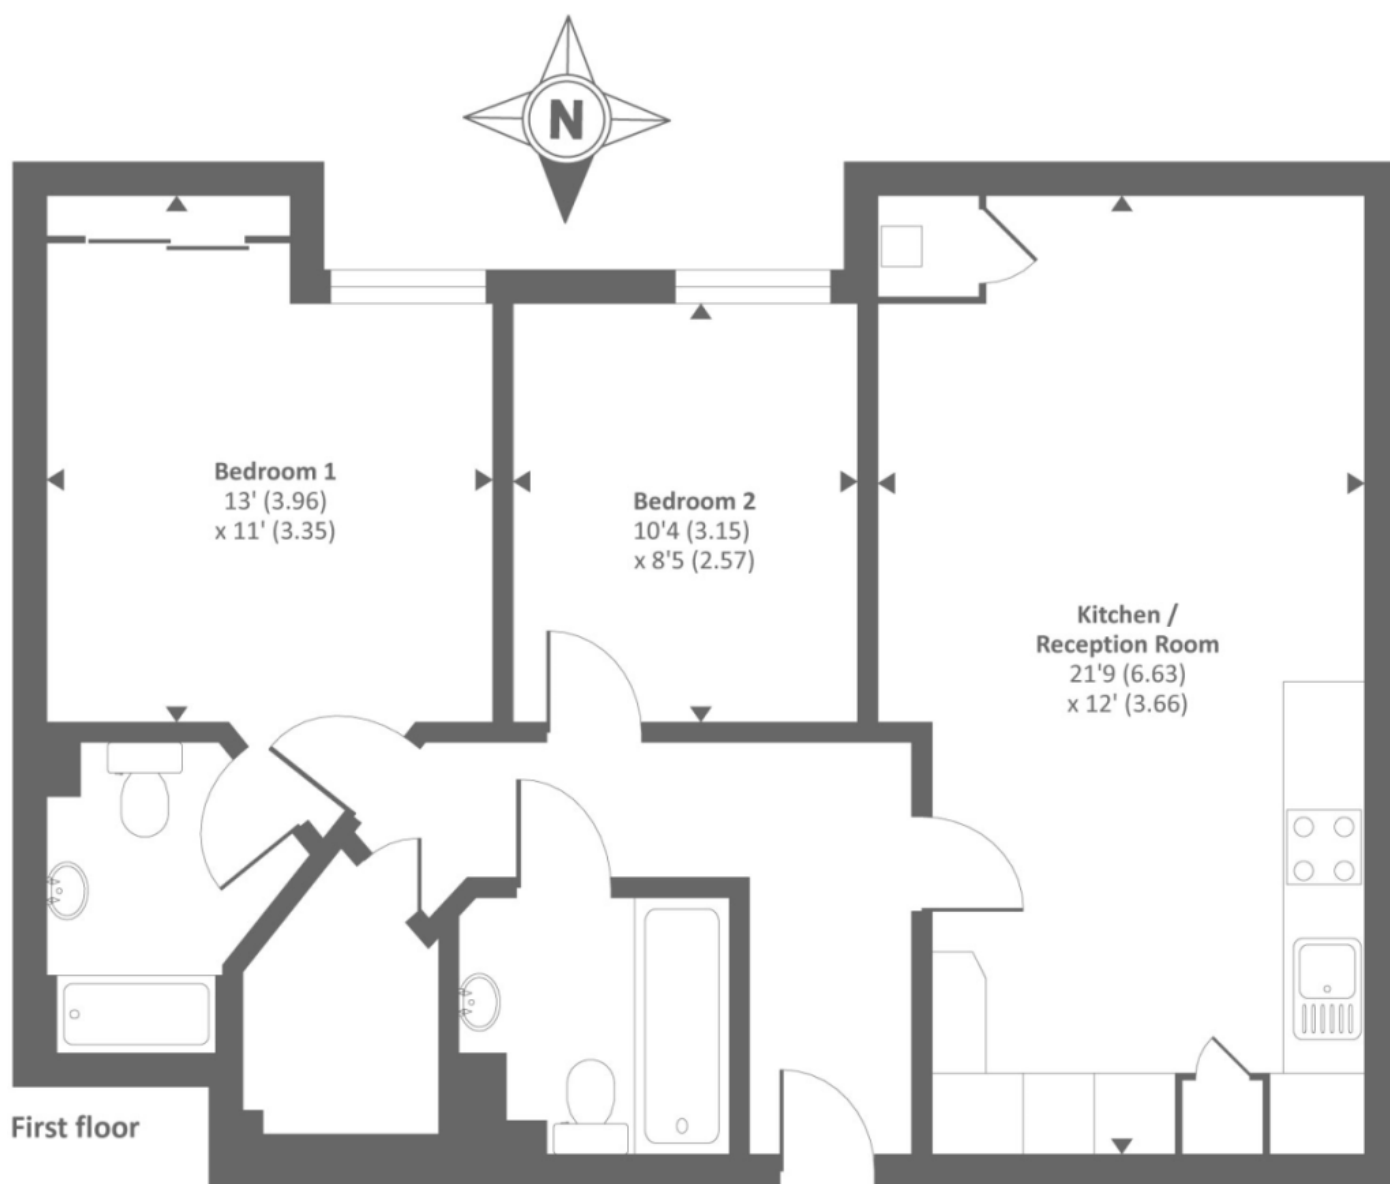 N
Bedroom 1
13' (3.96)
x 11' (3.35)
Bedroom 2
10'4 (3.15)
x 8'5 (2.57)
Kitchen /
Reception Room
21'9 (6.63)
x 12' (3.66)
First floor